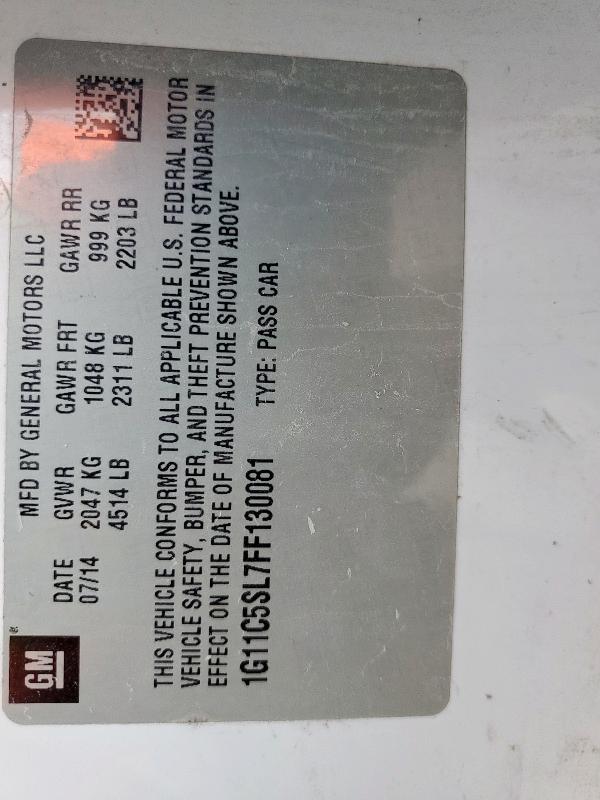 GM
MFD BY GENERAL MOTORS LLC
DATE GVWR GAWR FRT GAWR RR
07/14 2047 KG 1048 KG 999 KG
4514 LB 2311 LB 2203 LB
THIS VEHICLE CONFORMS TO ALL APPLICABLE U.S. FEDERAL MOTOR
VEHICLE SAFETY, BUMPER, AND THEFT PREVENTION STANDARDS IN
EFFECT ON THE DATE OF MANUFACTURE SHOWN ABOVE.
1G11C5SL7FF130081 TYPE: PASS CAR